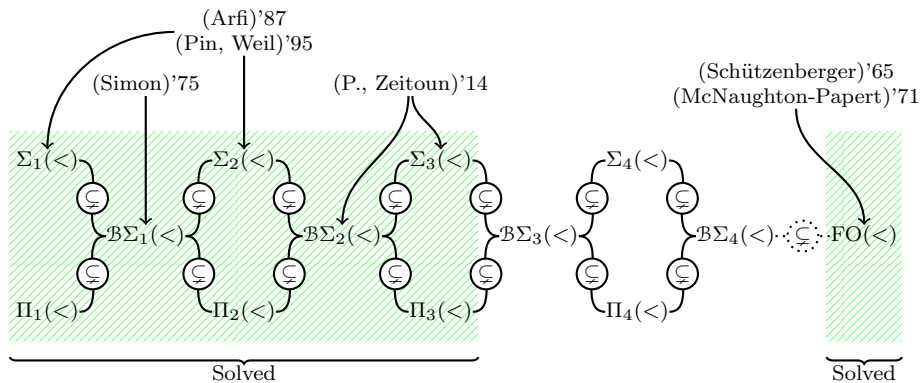 (Arfi)'87
(Pin, Weil)'95
(Simon)'75
(P., Zeitoun)'14
(Schützenberger)'65
(McNaughton-Papert)'71
Σ₁(<) Σ₂(<) Σ₃(<) Σ₄(<)
⊊ ⊊ ⊊ ⊊ ⊊ ⊊ ⊊
ℬΣ₁(<) ℬΣ₂(<) ℬΣ₃(<) ℬΣ₄(<) ⊊ FO(<)
⊊ ⊊ ⊊ ⊊ ⊊ ⊊ ⊊
Π₁(<) Π₂(<) Π₃(<) Π₄(<)
Solved Solved